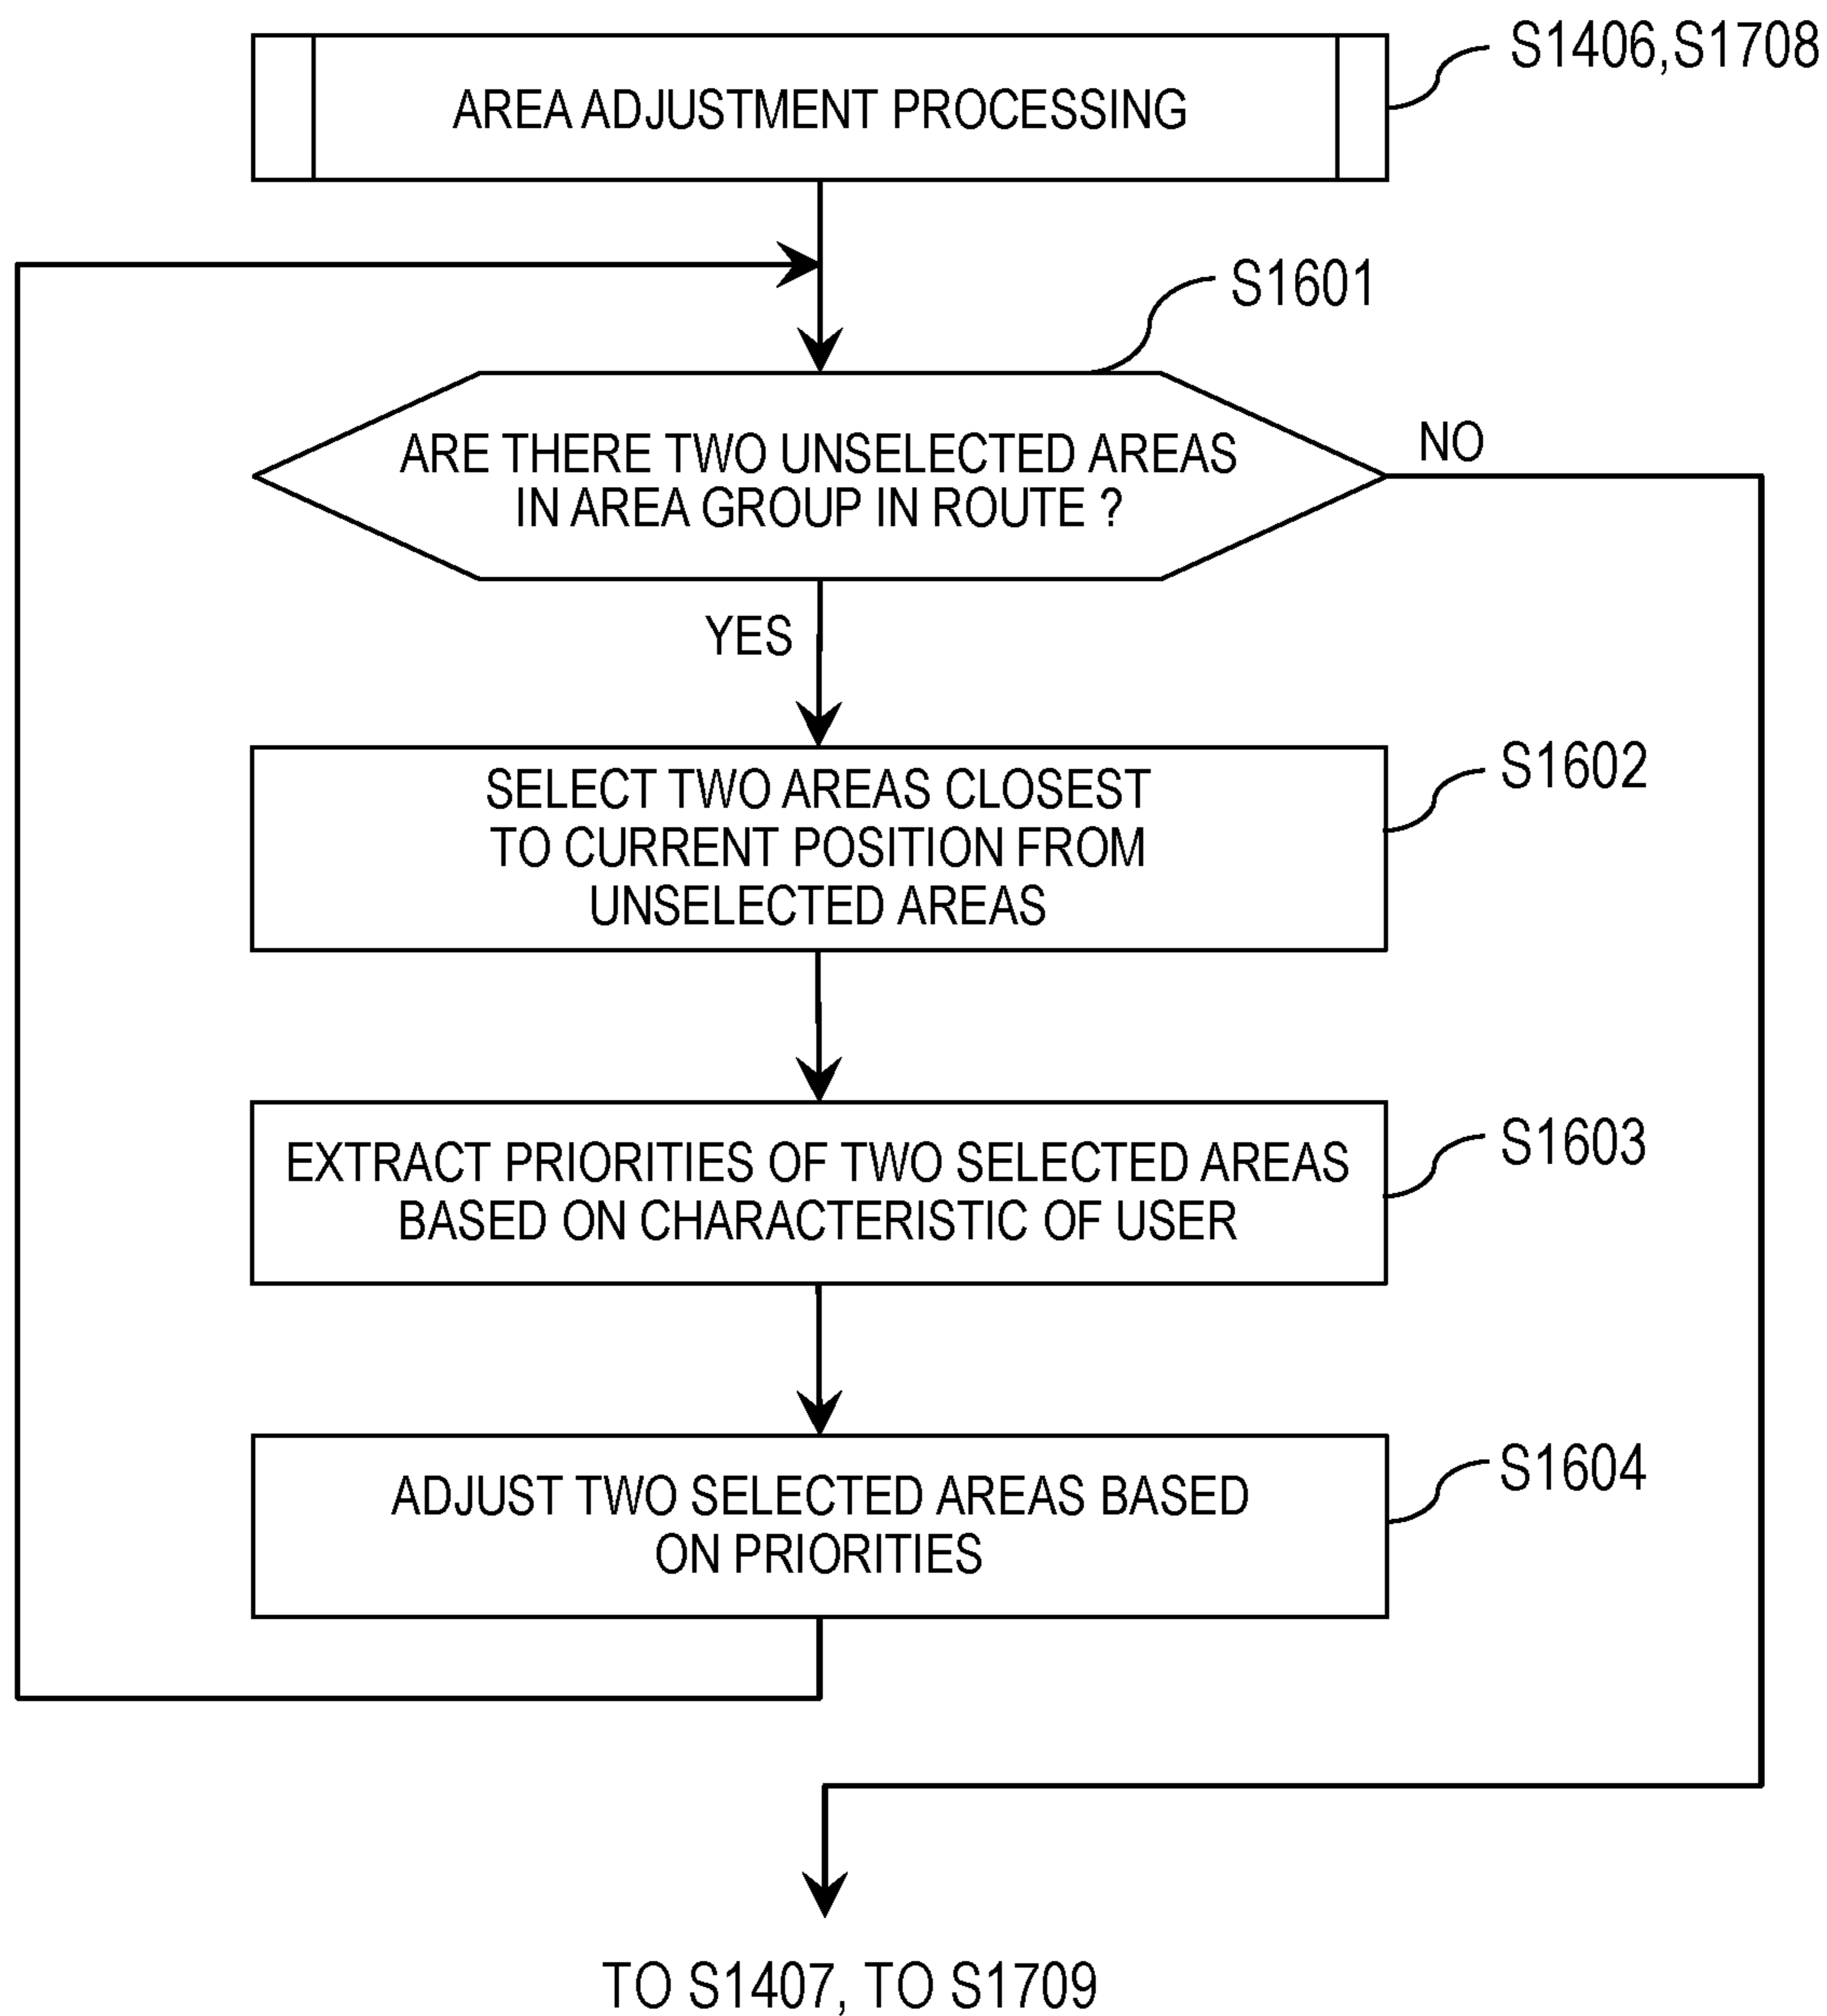 S1406,S1708
AREA ADJUSTMENT PROCESSING
S1601
ARE THERE TWO UNSELECTED AREAS
IN AREA GROUP IN ROUTE ?
NO
YES
S1602
SELECT TWO AREAS CLOSEST
TO CURRENT POSITION FROM
UNSELECTED AREAS
S1603
EXTRACT PRIORITIES OF TWO SELECTED AREAS
BASED ON CHARACTERISTIC OF USER
S1604
ADJUST TWO SELECTED AREAS BASED
ON PRIORITIES
TO S1407, TO S1709